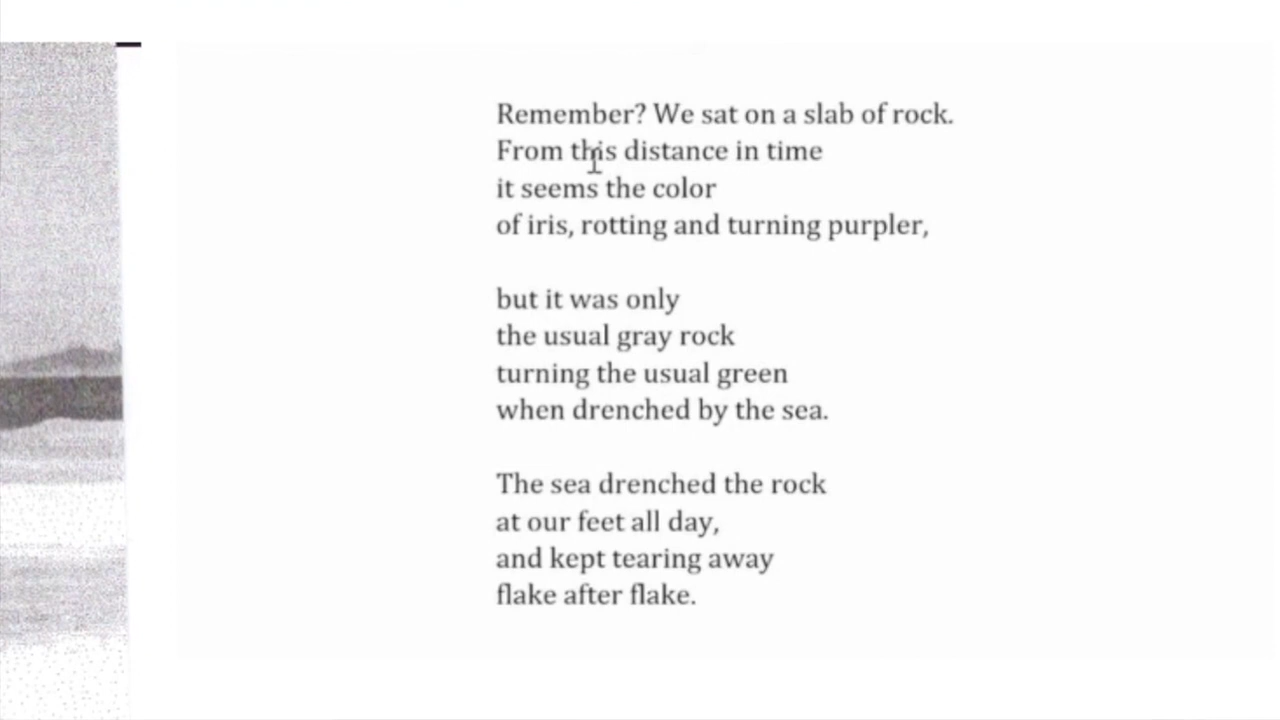 Remember? We sat on a slab of rock.
From this distance in time
it seems the color
of iris, rotting and turning purpler,
but it was only
the usual gray rock
turning the usual green
when drenched by the sea.
The sea drenched the rock
at our feet all day,
and kept tearing away
flake after flake.